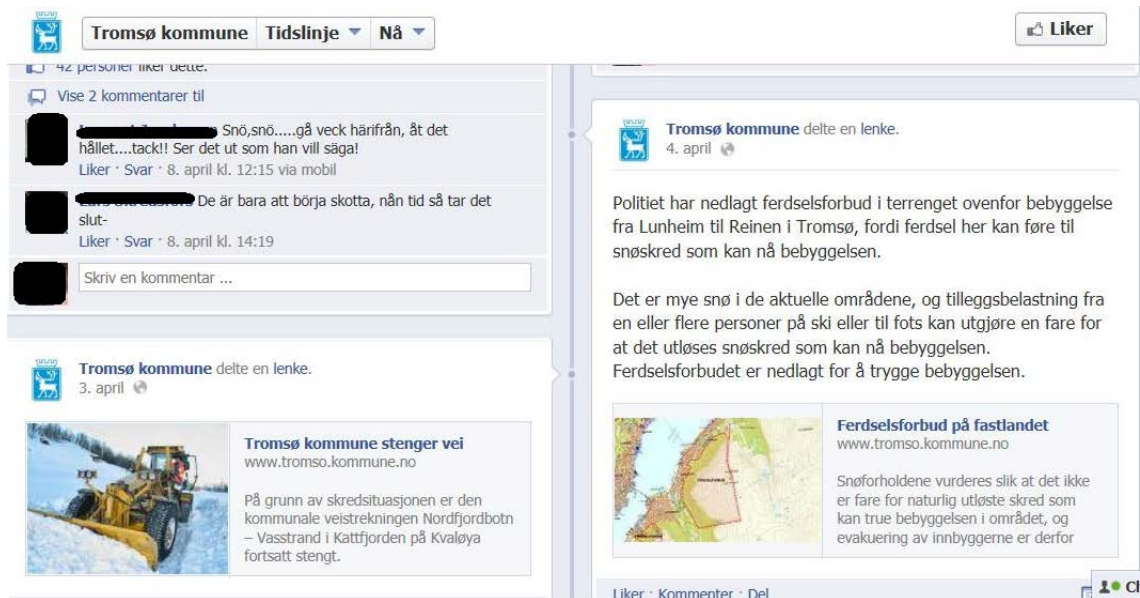 Tromsø kommune Tidslinje Nå
Liker
42 personer liker dette.
Vise 2 kommentarer til
Snö,snö.....gå veck härifrån, åt det
hållet....tack!! Ser det ut som han vill säga!
Liker · Svar · 8. april kl. 12:15 via mobil
De är bara att börja skotta, nån tid så tar det
slut-
Liker · Svar · 8. april kl. 14:19
Skriv en kommentar ...
Tromsø kommune delte en lenke.
3. april
Tromsø kommune stenger vei
www.tromso.kommune.no
På grunn av skredsituasjonen er den
kommunale veistrekningen Nordfjordbotn
– Vasstrand i Kattfjorden på Kvaløya
fortsatt stengt.
Tromsø kommune delte en lenke.
4. april
Politiet har nedlagt ferdselsforbud i terrenget ovenfor bebyggelse
fra Lunheim til Reinen i Tromsø, fordi ferdsel her kan føre til
snøskred som kan nå bebyggelsen.
Det er mye snø i de aktuelle områdene, og tilleggsbelastning fra
en eller flere personer på ski eller til fots kan utgjøre en fare for
at det utløses snøskred som kan nå bebyggelsen.
Ferdselsforbudet er nedlagt for å trygge bebyggelsen.
Ferdselsforbud på fastlandet
www.tromso.kommune.no
Snøforholdene vurderes slik at det ikke
er fare for naturlig utløste skred som
kan true bebyggelsen i området, og
evakuering av innbyggerne er derfor
Liker · Kommenter · Del